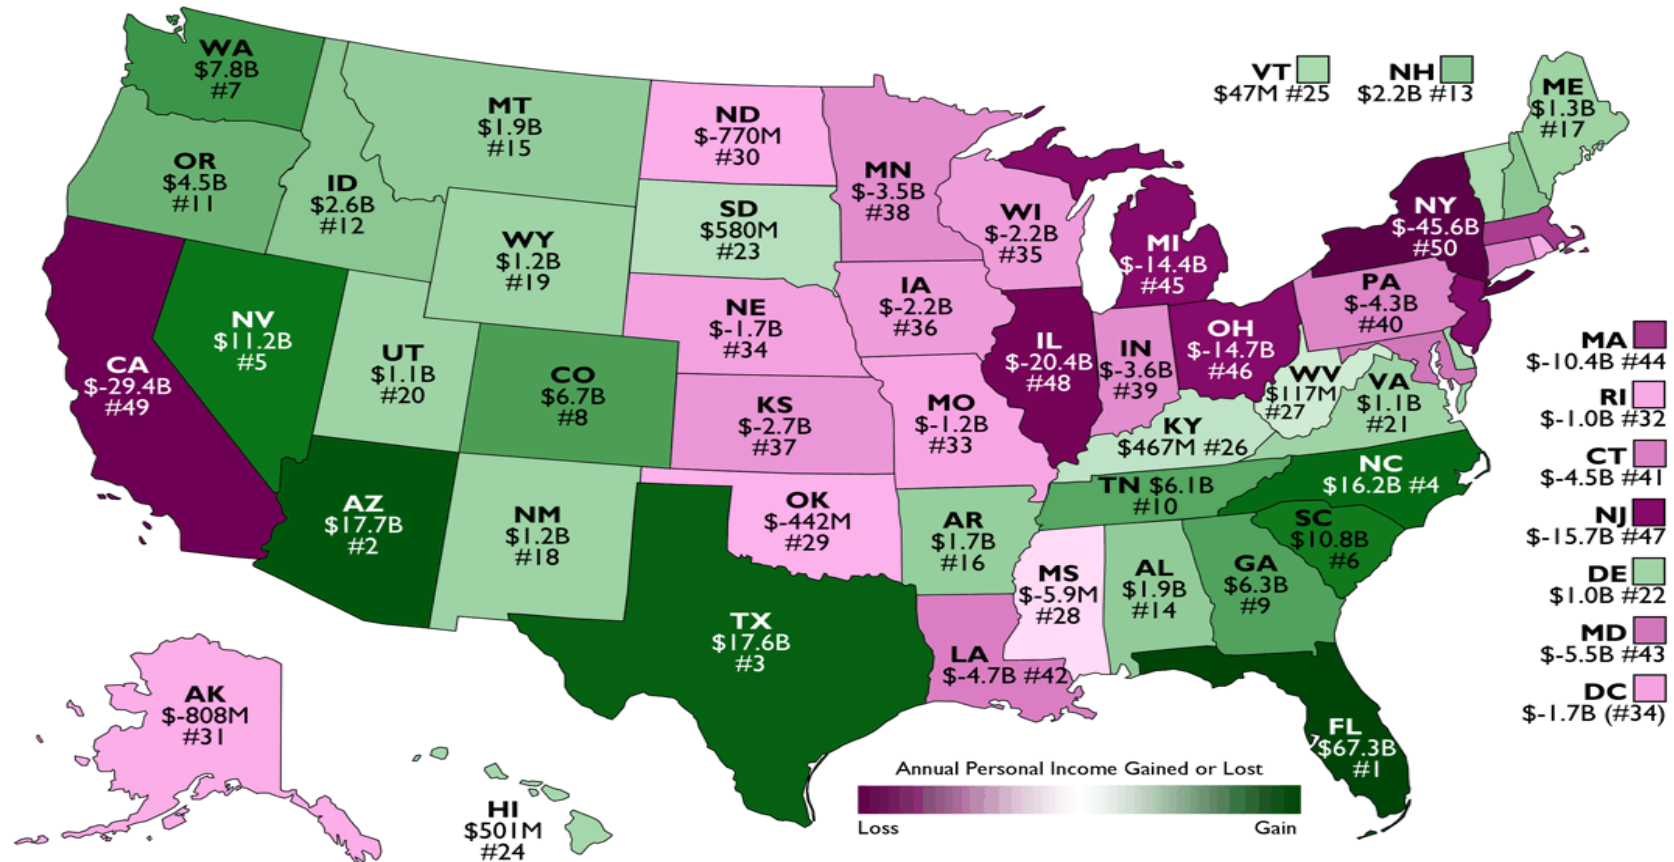 WA
$7.8B
#7
OR
$4.5B
#11
CA
$-29.4B
#49
NV
$11.2B
#5
ID
$2.6B
#12
MT
$1.9B
#15
WY
$1.2B
#19
UT
$1.1B
#20
CO
$6.7B
#8
AZ
$17.7B
#2
NM
$1.2B
#18
ND
$-770M
#30
SD
$580M
#23
NE
$-1.7B
#34
KS
$-2.7B
#37
OK
$-442M
#29
TX
$17.6B
#3
MN
$-3.5B
#38
IA
$-2.2B
#36
MO
$-1.2B
#33
AR
$1.7B
#16
LA
$-4.7B #42
WI
$-2.2B
#35
IL
$-20.4B
#48
MI
$-14.4B
#45
IN
$-3.6B
#39
OH
$-14.7B
#46
KY
$467M #26
TN $6.1B
#10
MS
$-5.9M
#28
AL
$1.9B
#14
GA
$6.3B
#9
FL
$67.3B
#1
SC
$10.8B
#6
NC
$16.2B #4
WV
$117M
#27
VA
$1.1B
#21
PA
$-4.3B
#40
NY
$-45.6B
#50
VT
$47M #25
NH
$2.2B #13
ME
$1.3B
#17
MA
$-10.4B #44
RI
$-1.0B #32
CT
$-4.5B #41
NJ
$-15.7B #47
DE
$1.0B #22
MD
$-5.5B #43
DC
$-1.7B (#34)
AK
$-808M
#31
HI
$501M
#24
Annual Personal Income Gained or Lost
Loss
Gain